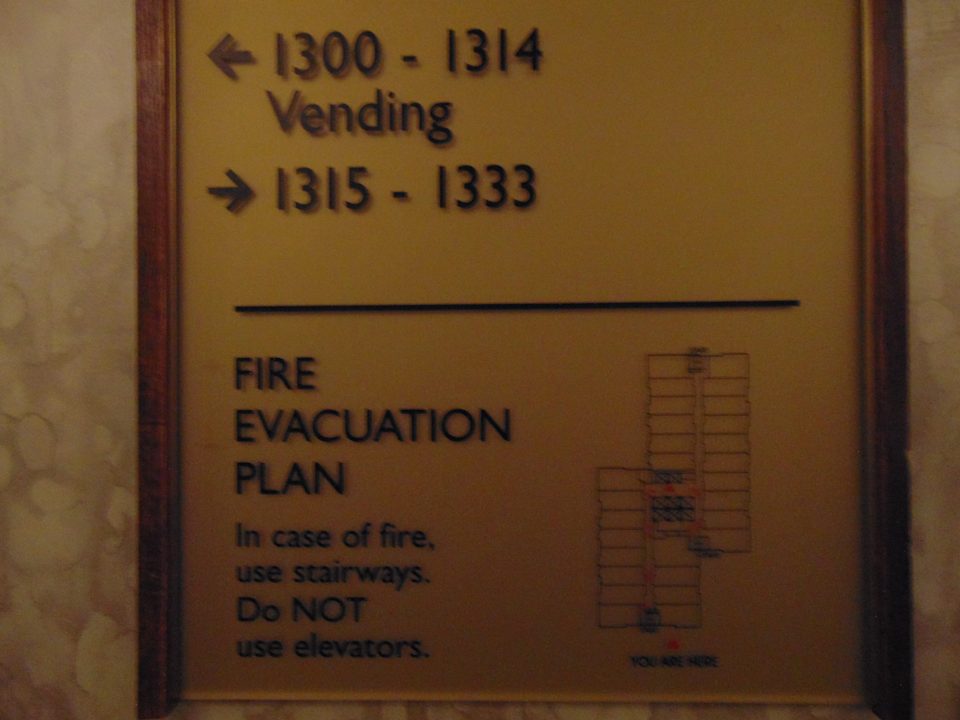 ← 1300 - 1314
Vending
→ 1315 - 1333
FIRE
EVACUATION
PLAN
In case of fire,
use stairways.
Do NOT
use elevators.
YOU ARE HERE